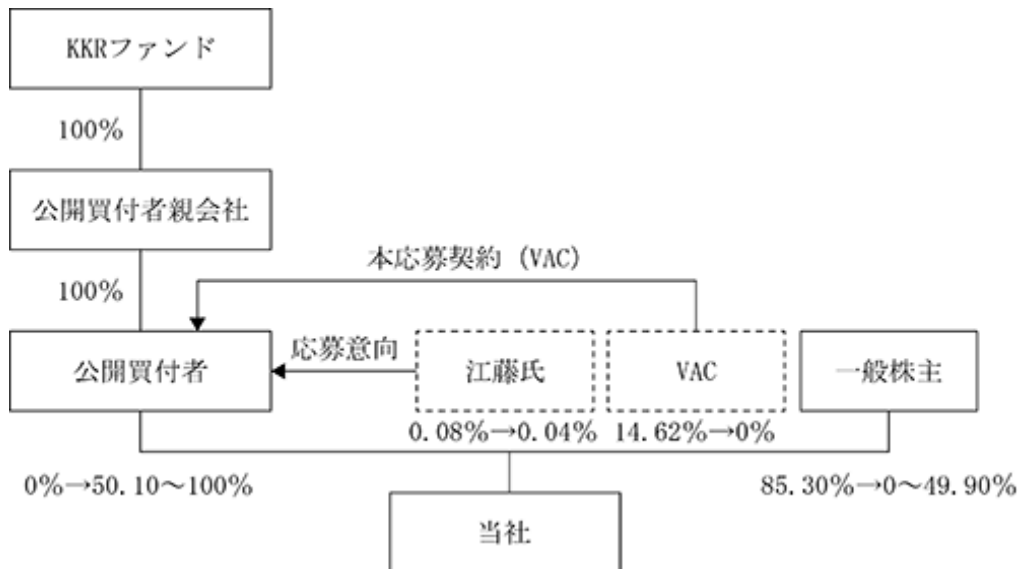 KKRファンド
100%
公開買付者親会社
本応募契約 (VAC)
100%
公開買付者
応募意向
江藤氏
VAC
一般株主
0.08%→0.04%
14.62%→0%
0%→50.10～100%
85.30%→0～49.90%
当社